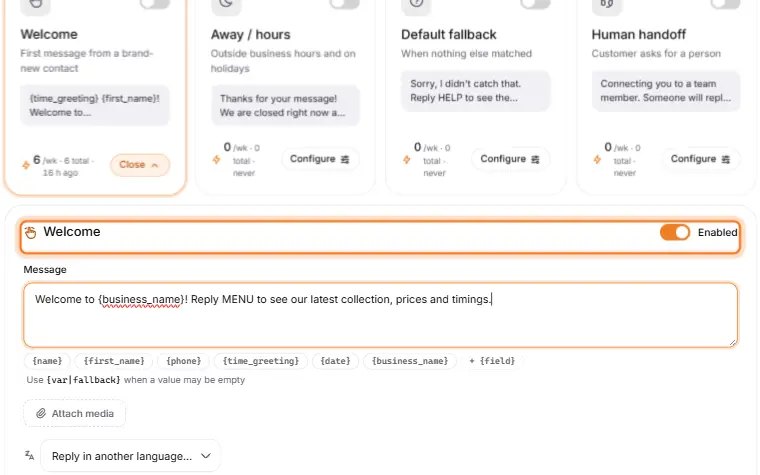 Welcome
First message from a brand-
new contact
{time_greeting} {first_name}!
Welcome to...
6 /wk · 6 total ·
16 h ago
Close
Away / hours
Outside business hours and on
holidays
Thanks for your message!
We are closed right now a...
0 /wk · 0
total ·
never
Configure
Default fallback
When nothing else matched
Sorry, I didn't catch that.
Reply HELP to see the...
0 /wk · 0
total ·
never
Configure
Human handoff
Customer asks for a person
Connecting you to a team
member. Someone will repl...
0 /wk · 0
total ·
never
Configure
Welcome
Enabled
Message
Welcome to {business_name}! Reply MENU to see our latest collection, prices and timings.
{name} {first_name} {phone} {time_greeting} {date} {business_name} + {field}
Use {var|fallback} when a value may be empty
Attach media
Reply in another language...